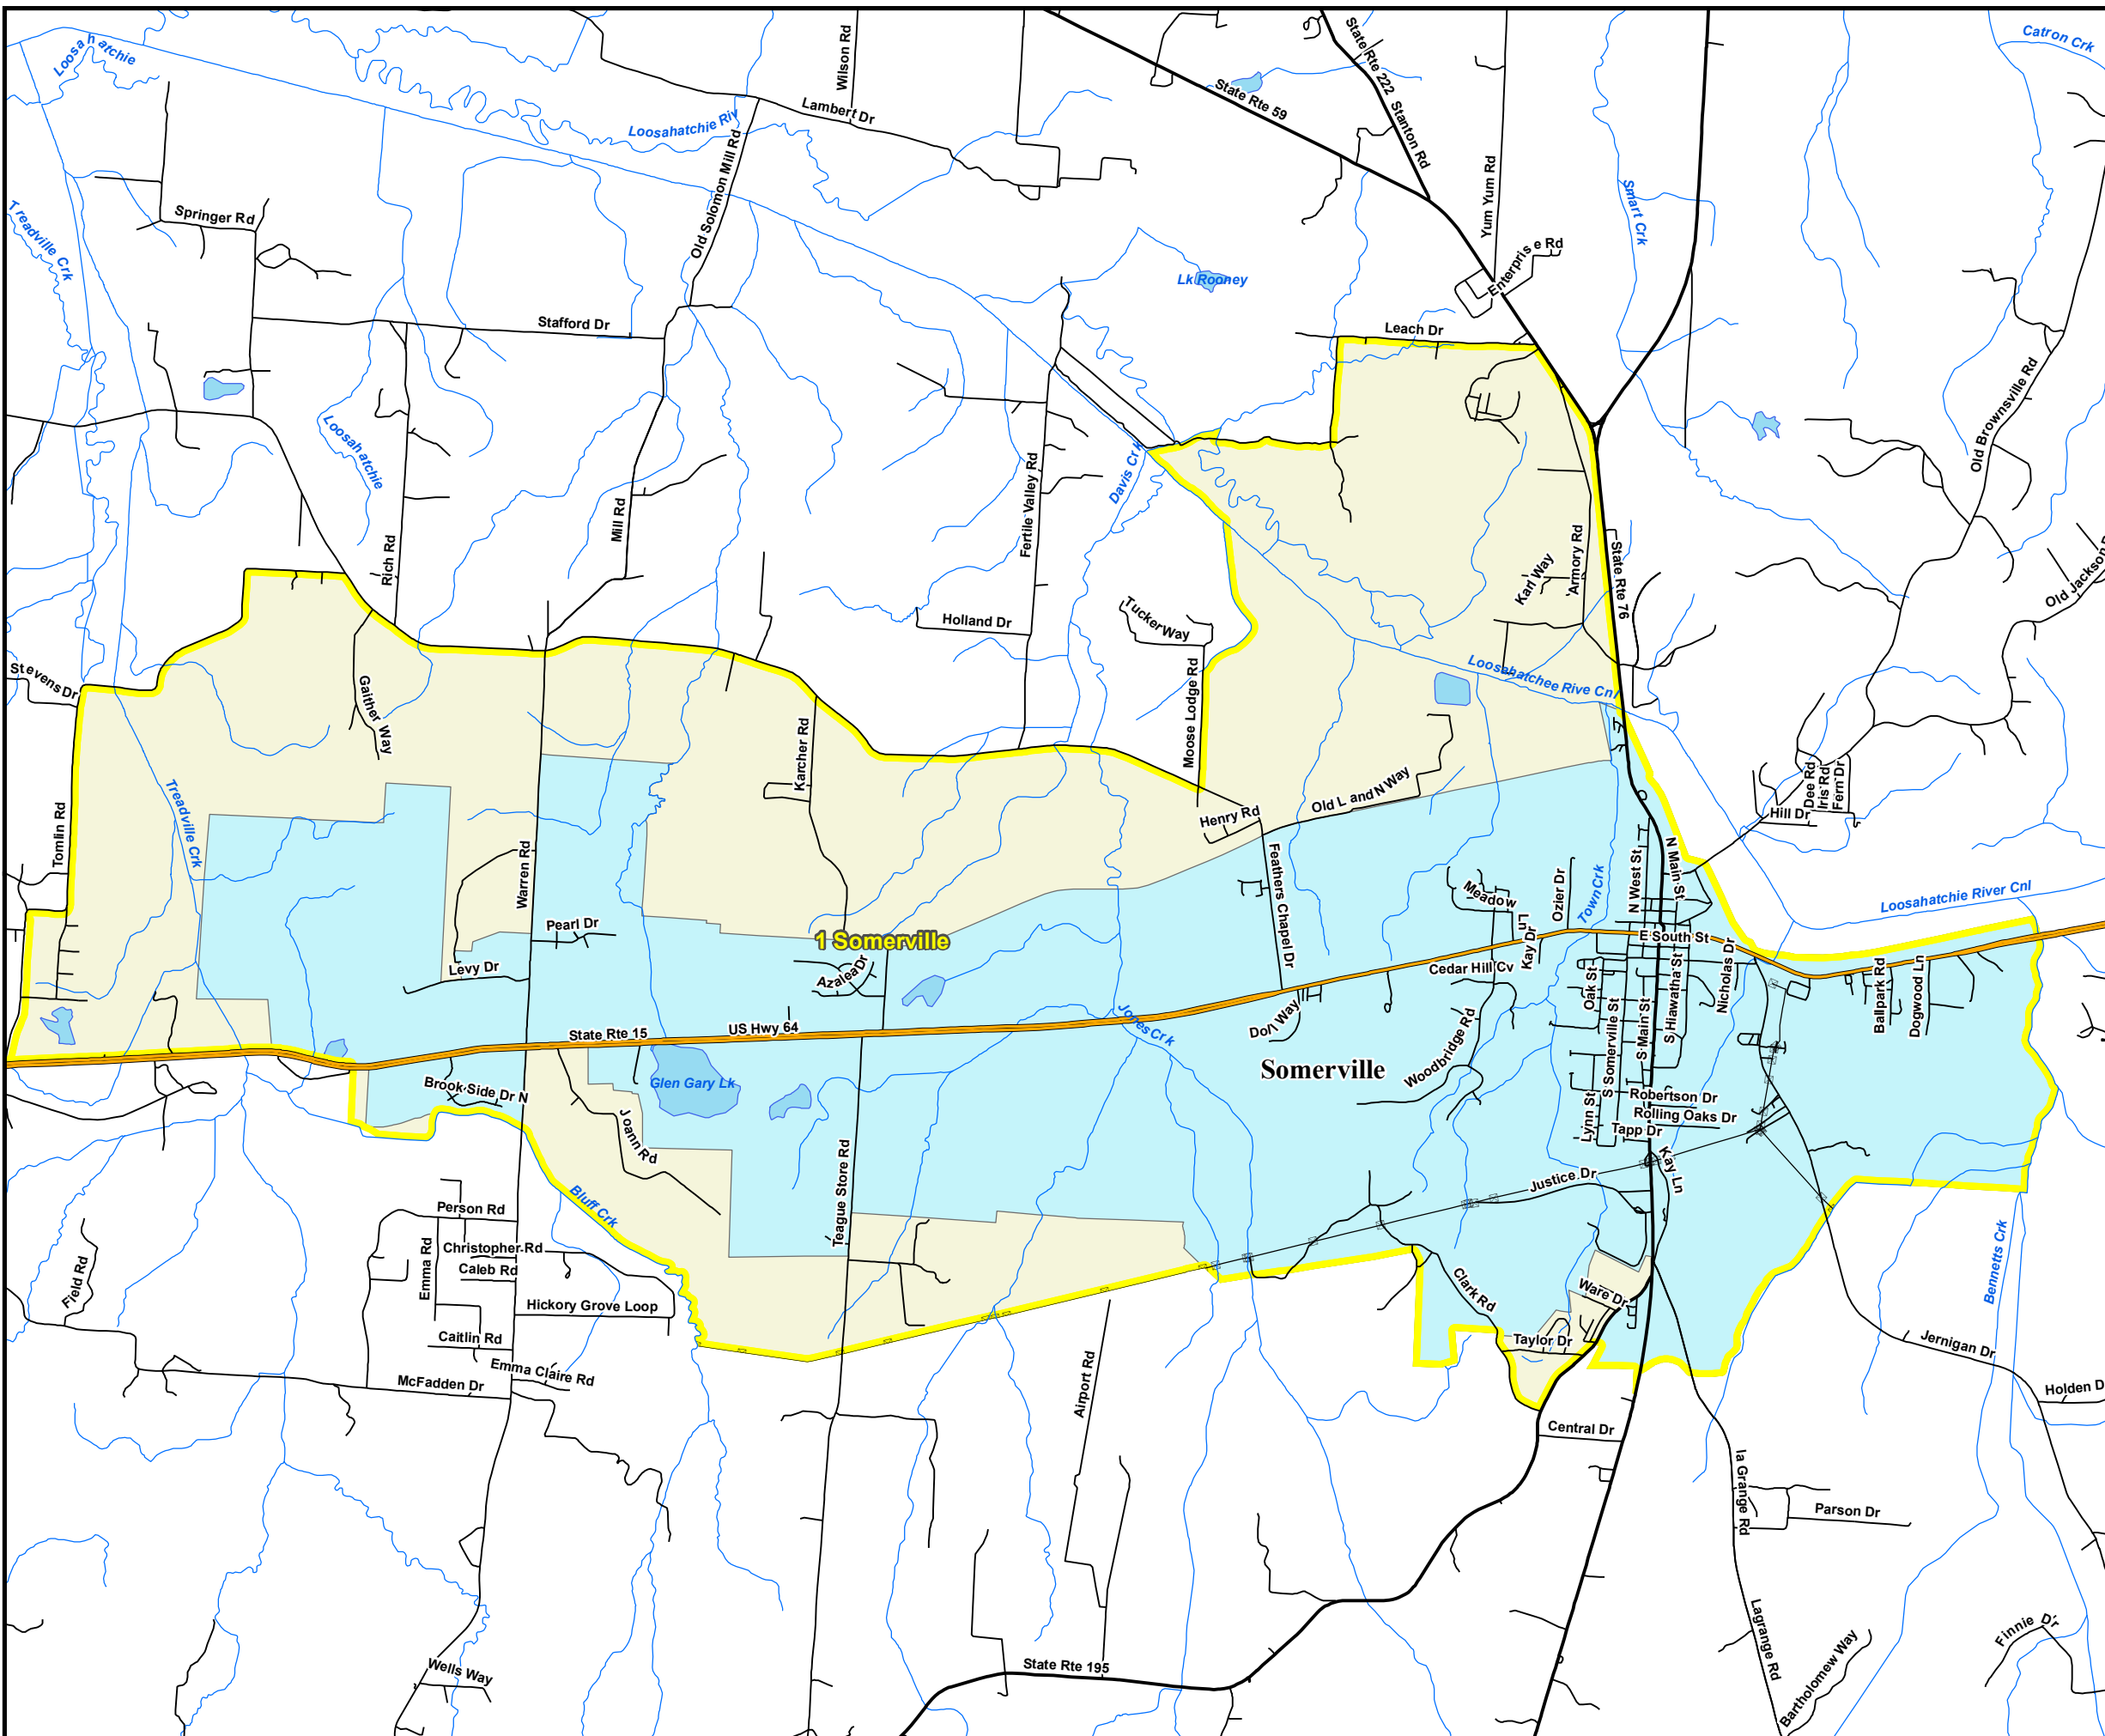 Loosahatchie
Catron Crk
Wilson Rd
State Rte 222 Stanton Rd
State Rte 59
Lambert Dr
Loosahatchie Riv
Old Solomon Mill Rd
Yum Yum Rd
Smart Crk
Treadville Crk
Springer Rd
Enterprise Rd
Lk Rooney
Stafford Dr
Leach Dr
Old Brownsville Rd
Loosahatchie
Davis Crk
Fertile Valley Rd
Mill Rd
Rich Rd
Armory Rd
Karl Way
State Rte 76
Old Jackson
Holland Dr
Tucker Way
Stevens Dr
Gaither Way
Moose Lodge Rd
Loosahatchee Rive Cnl
Karcher Rd
Treadville Crk
Tomlin Rd
Old L and N Way
Henry Rd
Dee Rd
Iris Rd
Fern Dr
Hill Dr
Warren Rd
Feathers Chapel Dr
Meadow Ln
Ozier Dr
Town Crk
N West St
N Main St
Loosahatchie River Cnl
Pearl Dr
1 Somerville
Kay Dr
E South St
Levy Dr
Azalea Dr
Cedar Hill Cv
Oak St
S Hiawatha St
Nicholas Dr
Ballpark Rd
Dogwood Ln
State Rte 15
US Hwy 64
Jones Crk
Don Way
Woodbridge Rd
S Somerville St
S Main St
Somerville
Glen Gary Lk
Brook Side Dr N
Joann Rd
Lynn St
Robertson Dr
Rolling Oaks Dr
Tapp Dr
Kay Ln
Justice Dr
Teague Store Rd
Bluff Crk
Person Rd
Christopher Rd
Caleb Rd
Emma Rd
Field Rd
Hickory Grove Loop
Caitlin Rd
Emma Claire Rd
McFadden Dr
Clark Rd
Ware Dr
Taylor Dr
Bennetts Crk
Jernigan Dr
Holden D
Airport Rd
Central Dr
la Grange Rd
Parson Dr
State Rte 195
Wells Way
Lagrange Rd
Bartholomew Way
Finnie Dr